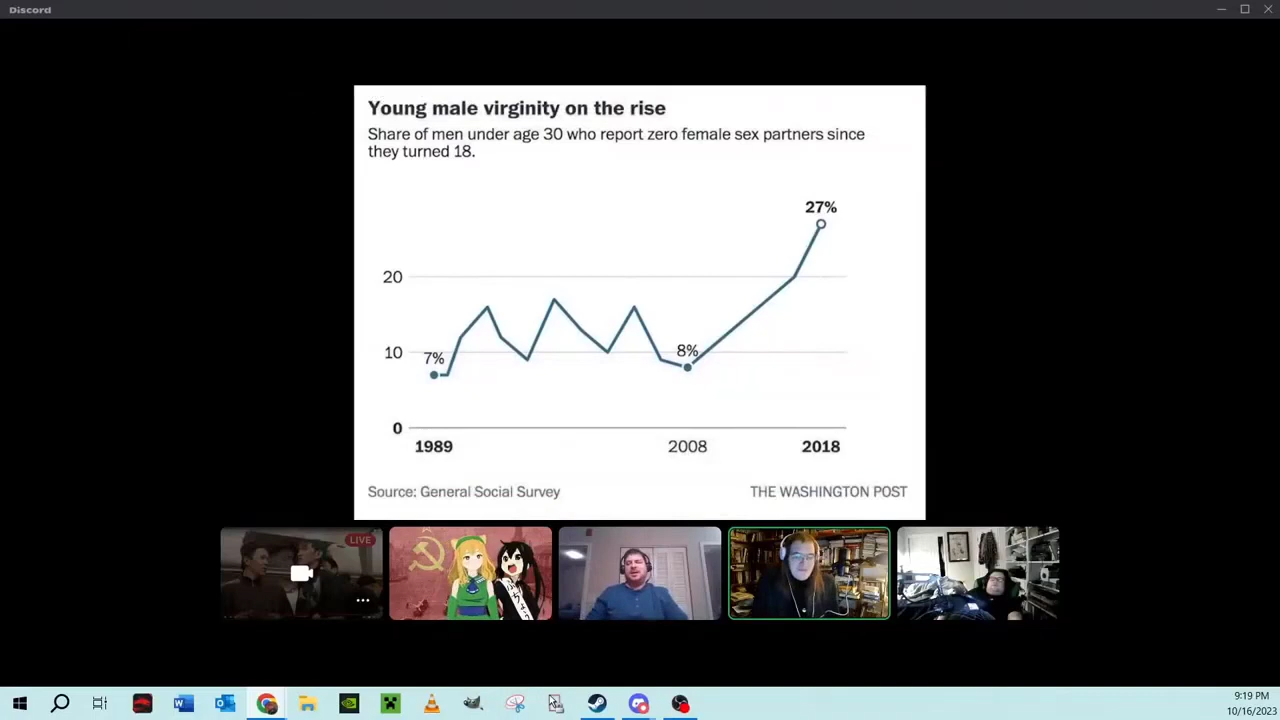 Discord
Young male virginity on the rise
Share of men under age 30 who report zero female sex partners since
they turned 18.
27%
20
10
7%
8%
0
1989
2008
2018
Source: General Social Survey
THE WASHINGTON POST
LIVE
9:19 PM
10/16/2023